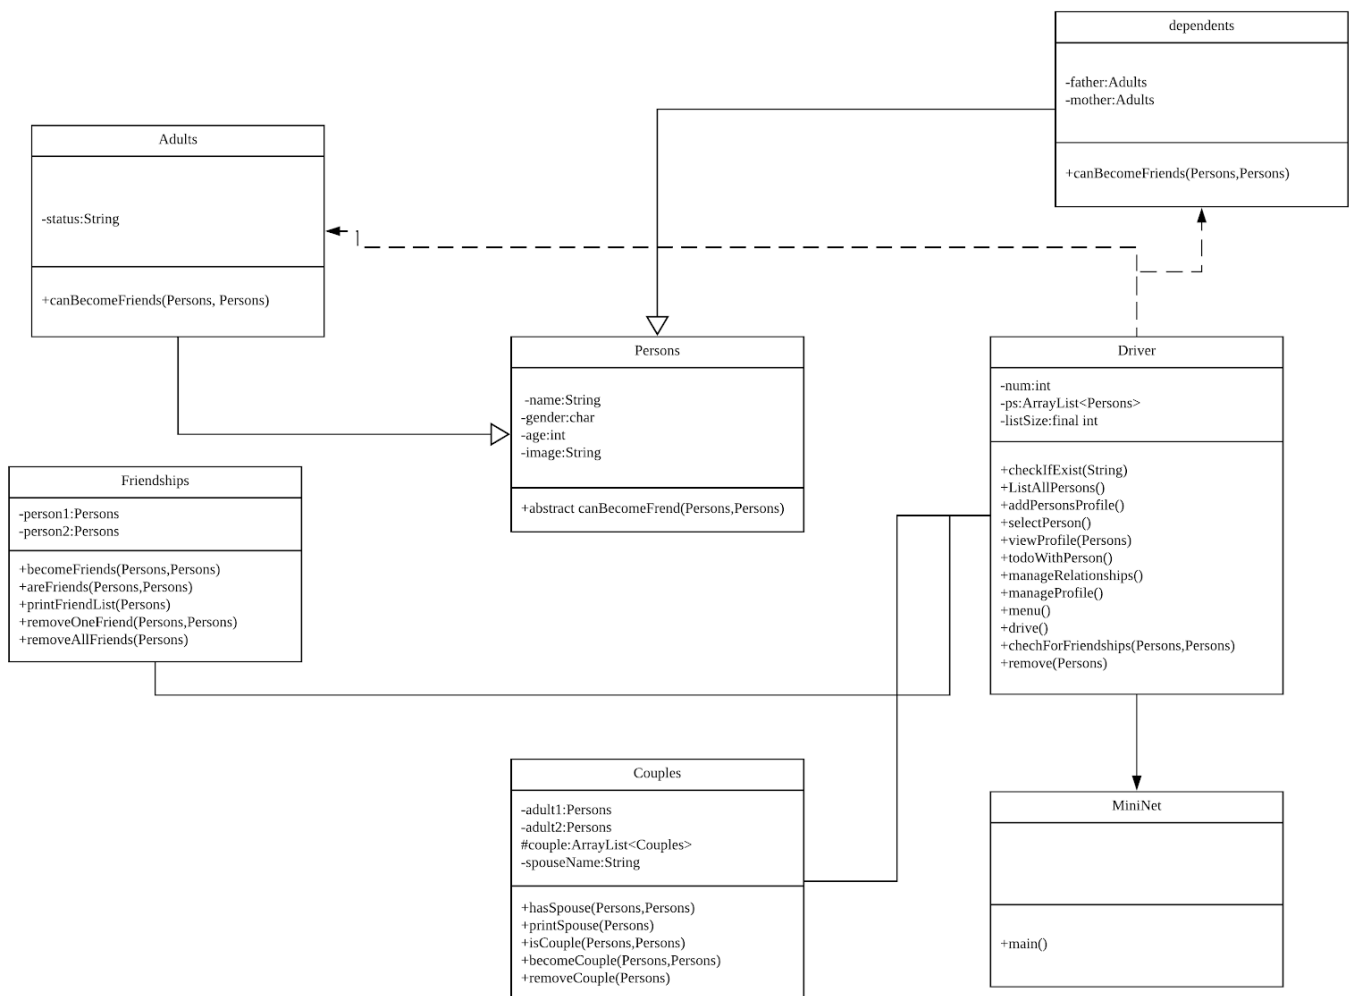 dependents
-father:Adults
-mother:Adults
+canBecomeFriends(Persons,Persons)
Adults
-status:String
+canBecomeFriends(Persons, Persons)
Persons
-name:String
-gender:char
-age:int
-image:String
+abstract canBecomeFrend(Persons,Persons)
Driver
-num:int
-ps:ArrayList<Persons>
-listSize:final int
+checkIfExist(String)
+ListAllPersons()
+addPersonsProfile()
+selectPerson()
+viewProfile(Persons)
+todoWithPerson()
+manageRelationships()
+manageProfile()
+menu()
+drive()
+chechForFriendships(Persons,Persons)
+remove(Persons)
Friendships
-person1:Persons
-person2:Persons
+becomeFriends(Persons,Persons)
+areFriends(Persons,Persons)
+printFriendList(Persons)
+removeOneFriend(Persons,Persons)
+removeAllFriends(Persons)
Couples
-adult1:Persons
-adult2:Persons
#couple:ArrayList<Couples>
-spouseName:String
+hasSpouse(Persons,Persons)
+printSpouse(Persons)
+isCouple(Persons,Persons)
+becomeCouple(Persons,Persons)
+removeCouple(Persons)
MiniNet
+main()